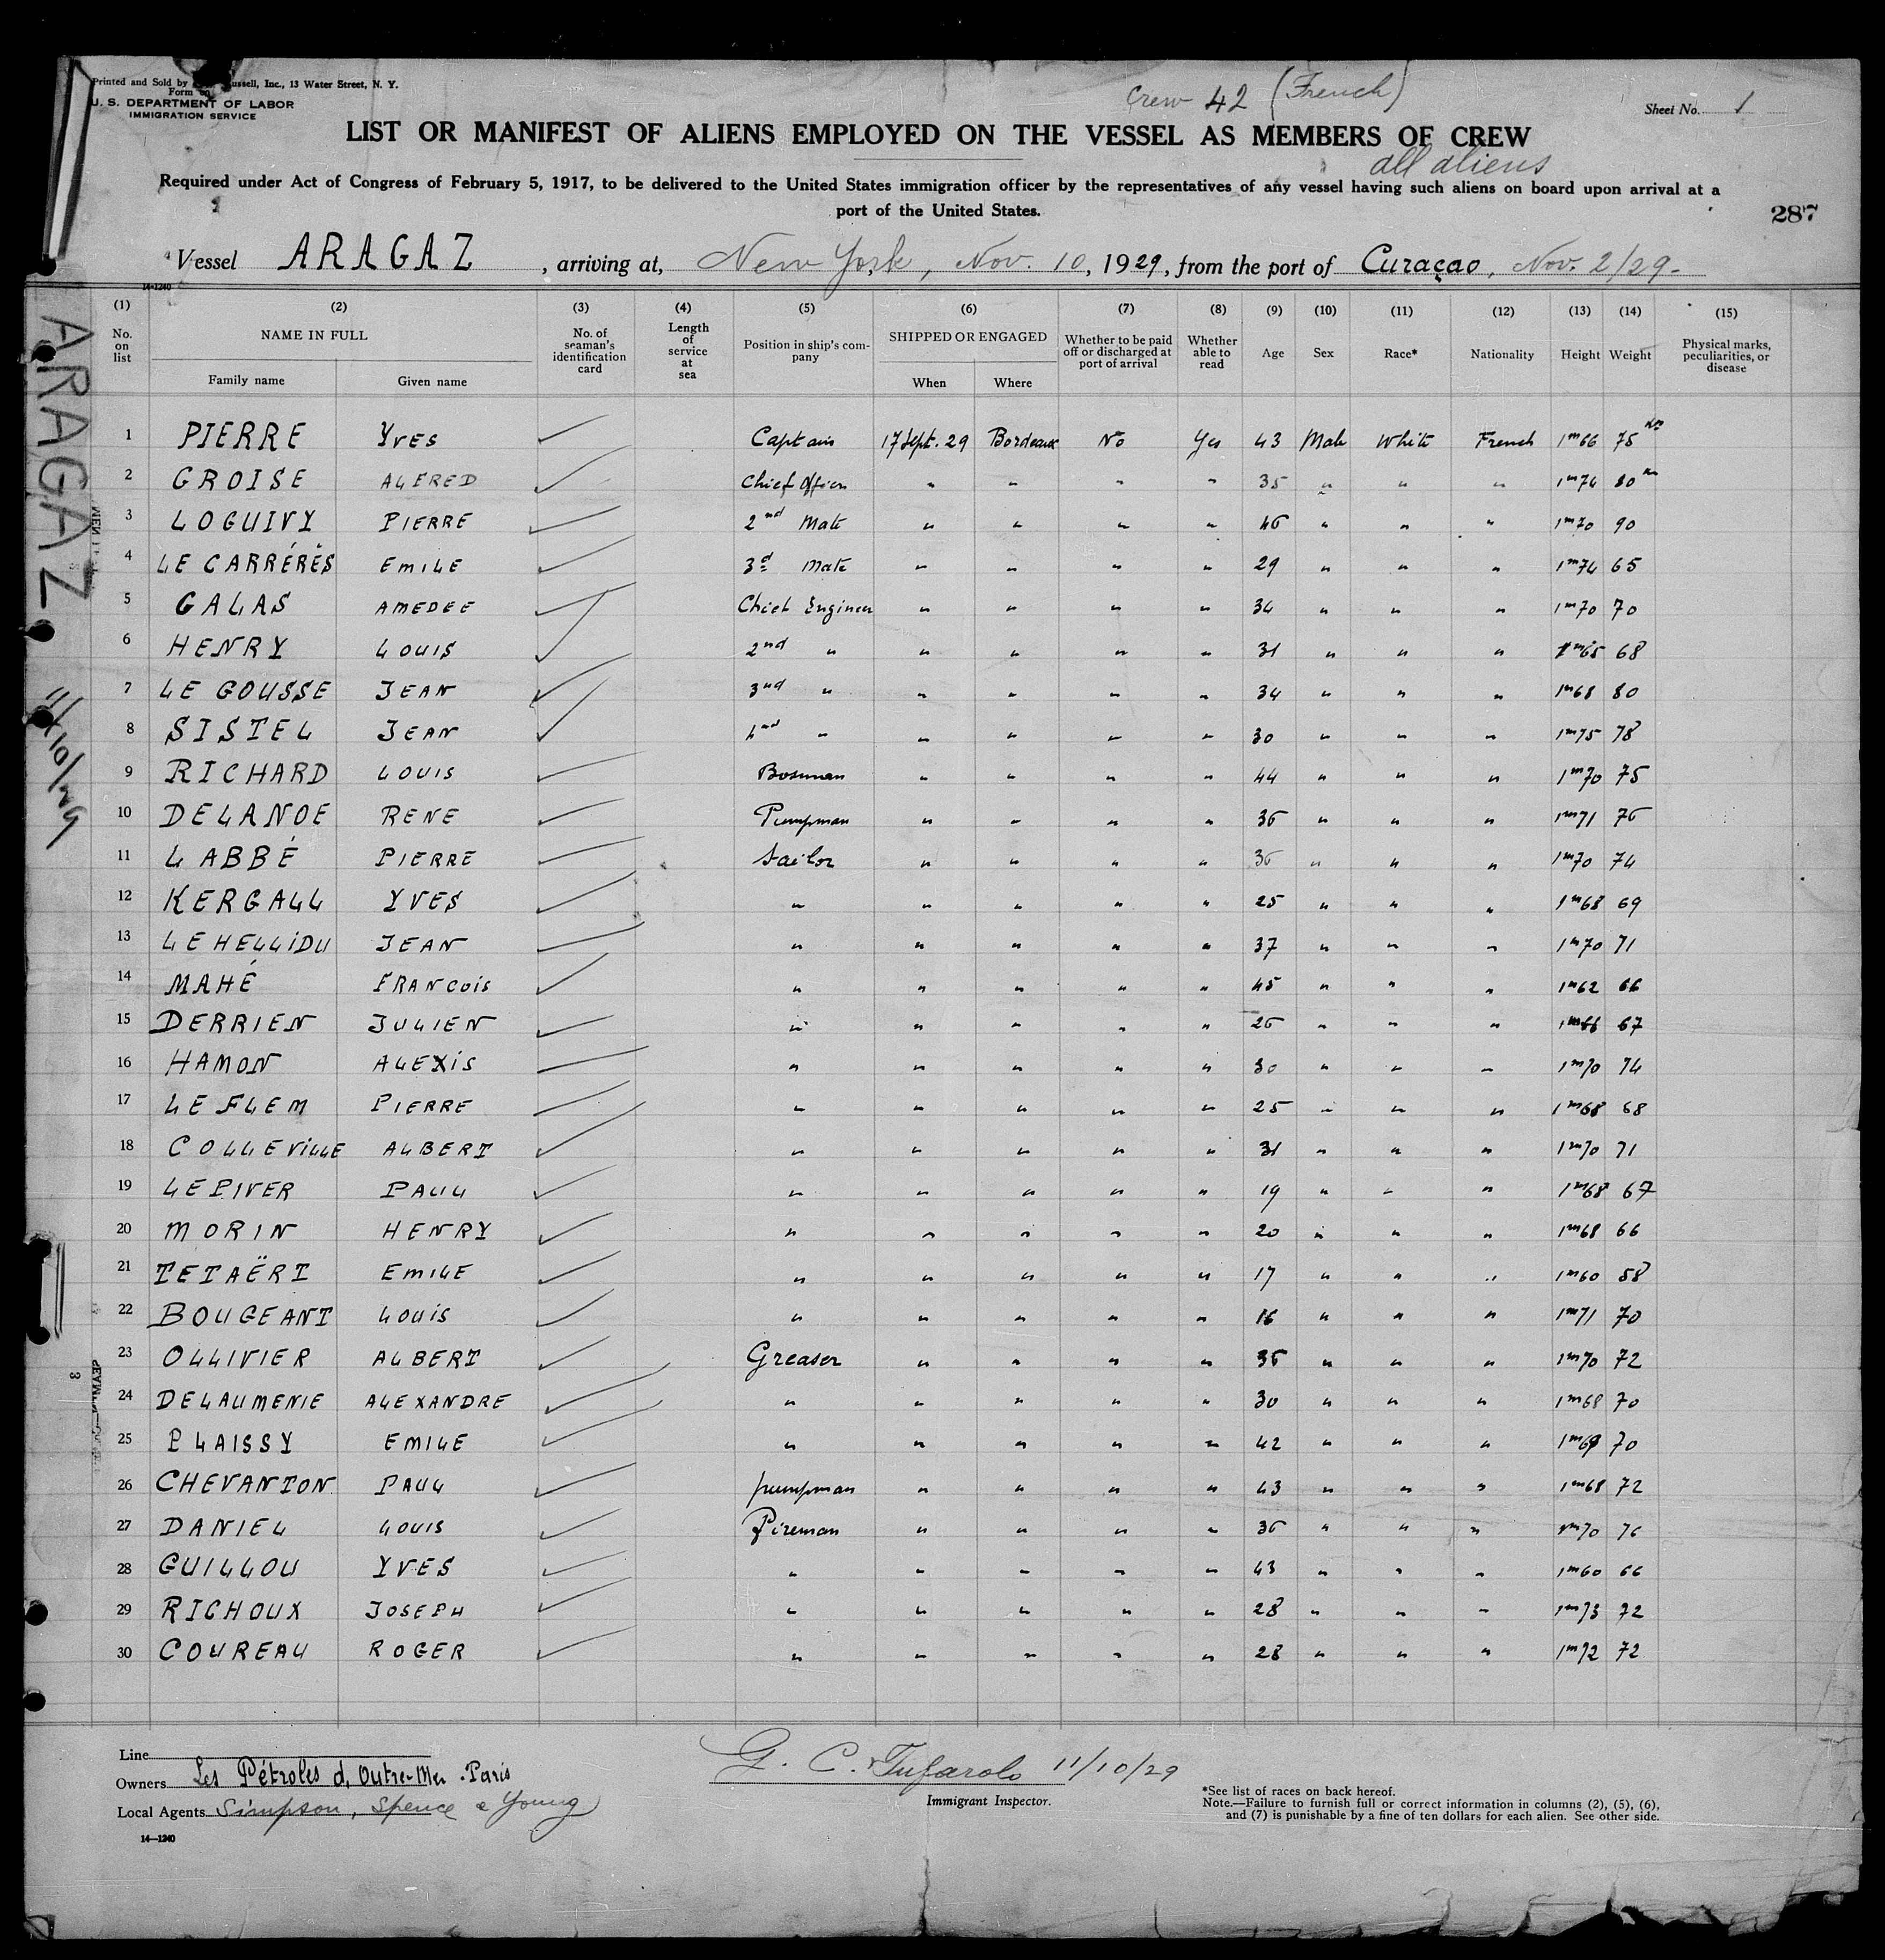 Printed and Sold by ussell, Inc., 13 Water Street, N. Y.
Form
U. S. DEPARTMENT OF LABOR
IMMIGRATION SERVICE
Crew 42 (French)
Sheet No. 1
LIST OR MANIFEST OF ALIENS EMPLOYED ON THE VESSEL AS MEMBERS OF CREW
all aliens
Required under Act of Congress of February 5, 1917, to be delivered to the United States immigration officer by the representatives of any vessel having such aliens on board upon arrival at a
port of the United States.
287
Vessel ARAGAZ, arriving at, New York, Nov. 10, 1929, from the port of Curaçao, Nov. 2/29-
14-1240
(1) (2) (3) (4) (5) (6) (7) (8) (9) (10) (11) (12) (13) (14) (15)
No. on list
NAME IN FULL
Family name Given name
No. of seaman's identification card
Length of service at sea
Position in ship's company
SHIPPED OR ENGAGED
When Where
Whether to be paid off or discharged at port of arrival
Whether able to read
Age Sex Race* Nationality Height Weight
Physical marks, peculiarities, or disease
1 PIERRE YVES Captain 17 Sept. 29 Bordeaux No Yes 43 Male White French 1m66 75 Kos
2 GROISE ALFRED Chief Officer " " " " 35 " " " 1m74 80
3 LOGUIVY PIERRE 2nd Mate " " " " 46 " " " 1m70 90
4 LE CARRÉRÈS EMILE 3d Mate " " " " 29 " " " 1m74 65
5 GALAS AMEDEE Chief Engineer " " " " 34 " " " 1m70 70
6 HENRY LOUIS 2nd " " " " " 31 " " " 1m65 68
7 LE GOUSSE JEAN 3nd " " " " " 34 " " " 1m68 80
8 SISTEL JEAN 4nd " " " " " 30 " " " 1m75 78
9 RICHARD LOUIS Bosunan " " " " 44 " " " 1m70 75
10 DELANOE RENE Pumpman " " " " 36 " " " 1m71 76
11 LABBÉ PIERRE Sailor " " " " 36 " " " 1m70 74
12 KERGALL YVES " " " " " 25 " " " 1m68 69
13 LE HELLIDU JEAN " " " " " 37 " " " 1m70 71
14 MAHÉ FRANCOIS " " " " " 45 " " " 1m62 66
15 DERRIEN JULIEN " " " " " 26 " " " 1m66 67
16 HAMON ALEXIS " " " " " 30 " " " 1m70 74
17 LE FLEM PIERRE " " " " " 25 " " " 1m68 68
18 COLLEVILLE ALBERT " " " " " 31 " " " 1m70 71
19 LEPIVER PAUL " " " " " 19 " " " 1m68 67
20 MORIN HENRY " " " " " 20 " " " 1m68 66
21 TETAËRT EMILE " " " " " 17 " " " 1m60 58
22 BOUGEANT LOUIS " " " " " 16 " " " 1m71 70
23 OLLIVIER ALBERT Greaser " " " " 36 " " " 1m70 72
24 DELAUMENIE ALEXANDRE " " " " " 30 " " " 1m68 70
25 PLAISSY EMILE " " " " " 42 " " " 1m69 70
26 CHEVANTON PAUL pumpman " " " " 43 " " " 1m68 72
27 DANIEL LOUIS Fireman " " " " 36 " " " 1m70 76
28 GUILLOU YVES " " " " " 43 " " " 1m60 66
29 RICHOUX JOSEPH " " " " " 28 " " " 1m73 72
30 COUREAU ROGER " " " " " 28 " " " 1m72 72
ARAGAZ
11/10/29
Line
Owners Les Pétroles d'Outre-Mer . Paris
Local Agents Simpson, Spence & Young
14—1240
G. C. Tufarolo 11/10/29
Immigrant Inspector.
*See list of races on back hereof.
Note.—Failure to furnish full or correct information in columns (2), (5), (6),
and (7) is punishable by a fine of ten dollars for each alien. See other side.